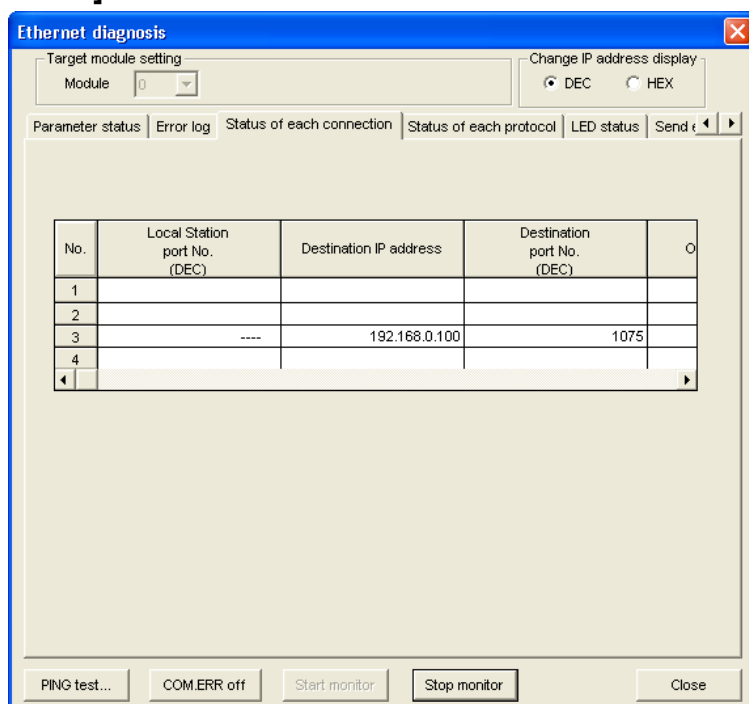 Ethernet diagnosis
Target module setting
Change IP address display
Module 0
DEC HEX
Parameter status Error log Status of each connection Status of each protocol LED status Send
No. Local Station port No. (DEC) Destination IP address Destination port No. (DEC) O
1
2
3 ---- 192.168.0.100 1075
4
PING test... COM.ERR off Start monitor Stop monitor Close